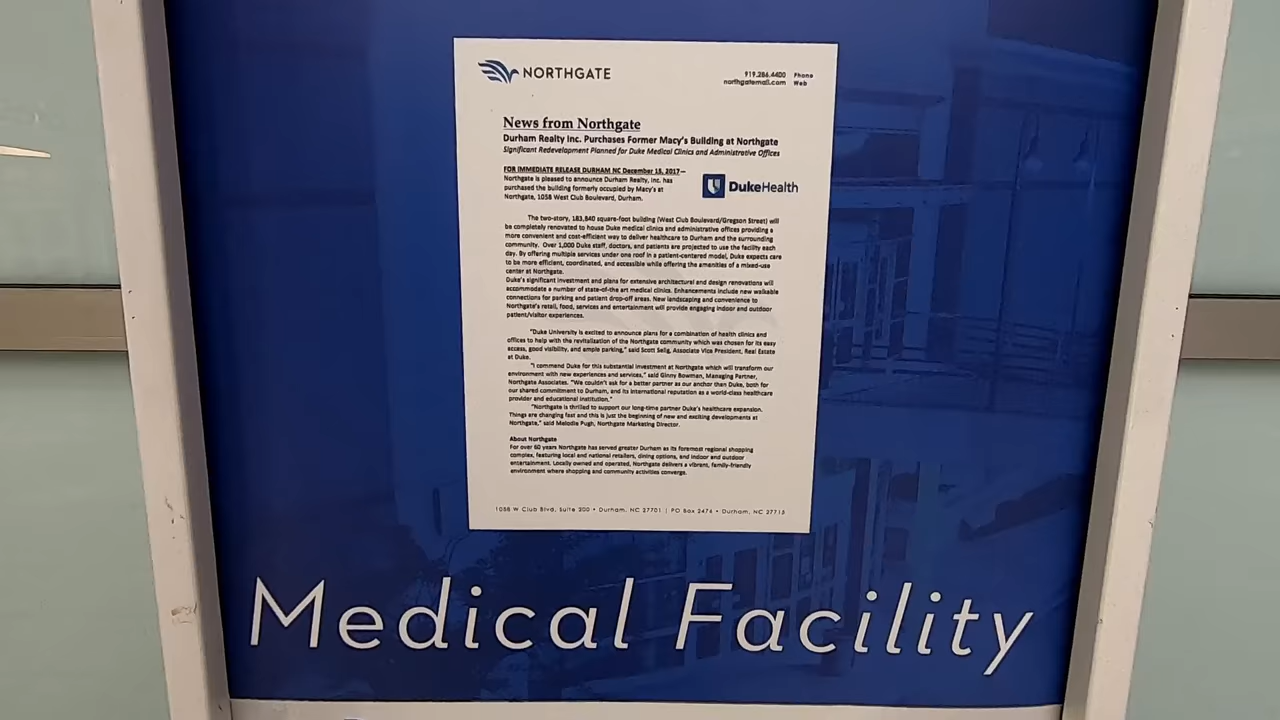 NORTHGATE
919.286.4400 Phone
northgatemall.com Web
News from Northgate
Durham Realty Inc. Purchases Former Macy's Building at Northgate
Significant Redevelopment Planned for Duke Medical Clinics and Administrative Offices
FOR IMMEDIATE RELEASE DURHAM NC December 15, 2017—
Northgate is pleased to announce Durham Realty, Inc. has
purchased the building formerly occupied by Macy's at
Northgate, 1058 West Club Boulevard, Durham.
DukeHealth
The two-story, 183,840 square-foot building (West Club Boulevard/Gregson Street) will
be completely renovated to house Duke medical clinics and administrative offices providing a
more convenient and cost-efficient way to deliver healthcare to Durham and the surrounding
community. Over 1,000 Duke staff, doctors, and patients are projected to use the facility each
day. By offering multiple services under one roof in a patient-centered model, Duke expects care
to be more efficient, coordinated, and accessible while offering the amenities of a mixed-use
center at Northgate.
Duke's significant investment and plans for extensive architectural and design renovations will
accommodate a number of state-of-the art medical clinics. Enhancements include new walkable
connections for parking and patient drop-off areas. New landscaping and convenience to
Northgate's retail, food, services and entertainment will provide engaging indoor and outdoor
patient/visitor experiences.
"Duke University is excited to announce plans for a combination of health clinics and
offices to help with the revitalization of the Northgate community which was chosen for its easy
access, good visibility, and ample parking," said Scott Selig, Associate Vice President, Real Estate
at Duke.
"I commend Duke for this substantial investment at Northgate which will transform our
environment with new experiences and services," said Ginny Bowman, Managing Partner,
Northgate Associates. "We couldn't ask for a better partner as our anchor than Duke, both for
our shared commitment to Durham, and its international reputation as a world-class healthcare
provider and educational institution."
"Northgate is thrilled to support our long-time partner Duke's healthcare expansion.
Things are changing fast and this is just the beginning of new and exciting developments at
Northgate," said Melodie Pugh, Northgate Marketing Director.
About Northgate
For over 60 years Northgate has served greater Durham as its foremost regional shopping
complex, featuring local and national retailers, dining options, and indoor and outdoor
entertainment. Locally owned and operated, Northgate delivers a vibrant, family-friendly
environment where shopping and community activities converge.
1058 W Club Blvd, Suite 200 • Durham, NC 27701 | PO Box 2476 • Durham, NC 27715
Medical Facility